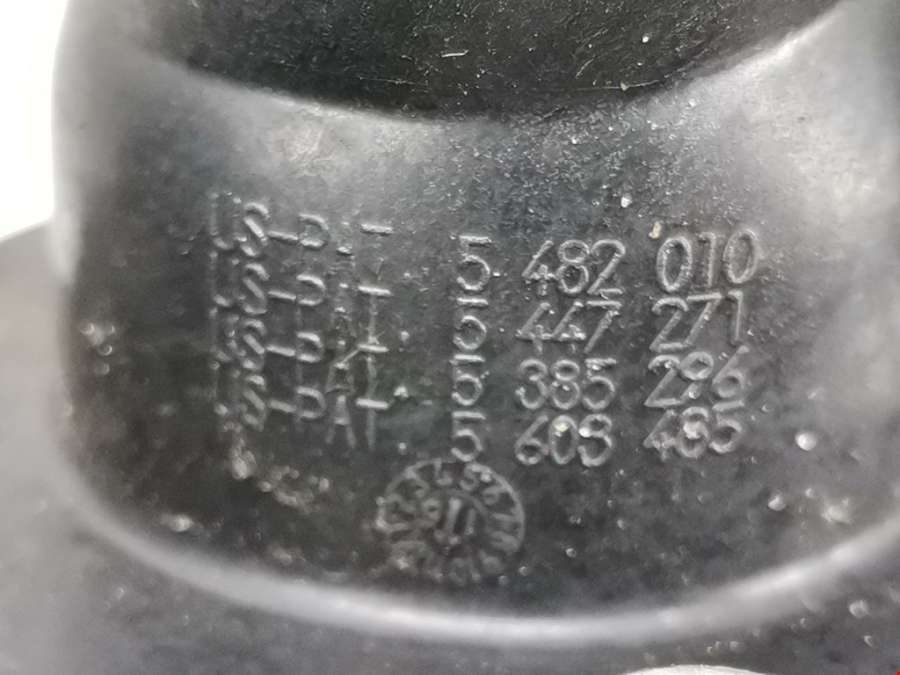 US-PAT 5 482 010
US-PAT 5 447 271
US-PAT 5 385 296
US-PAT 5 603 485